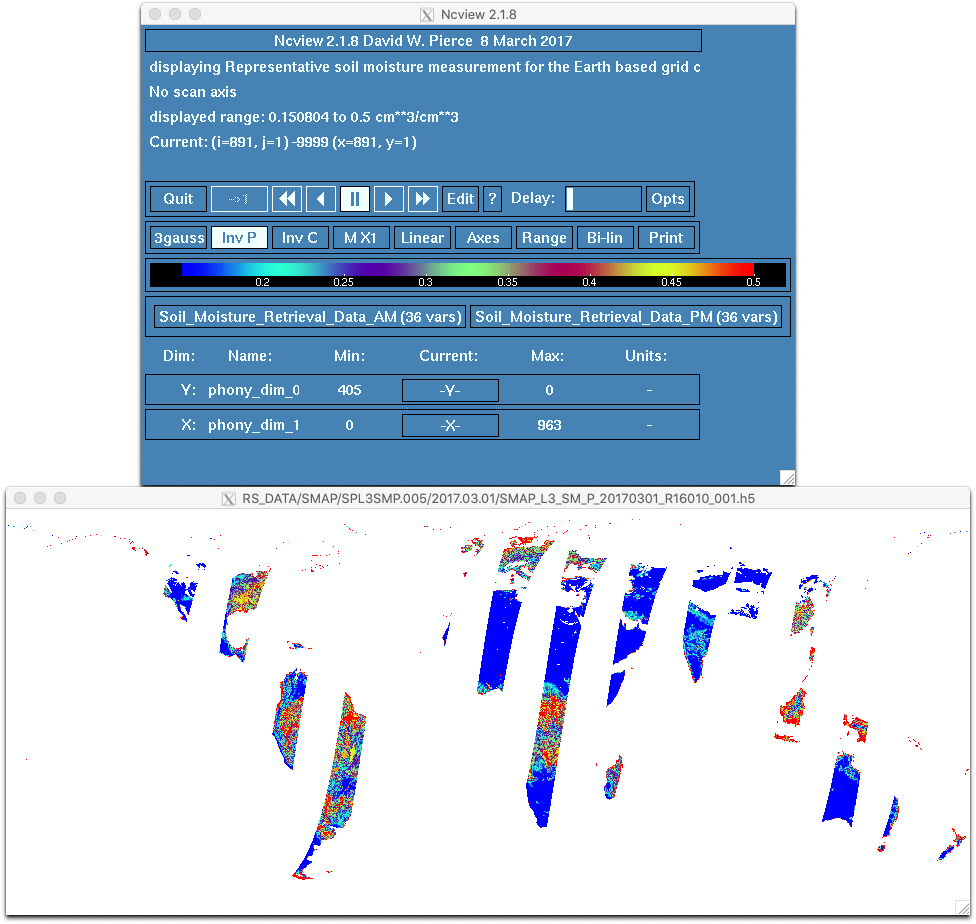 Ncview 2.1.8
Ncview 2.1.8 David W. Pierce 8 March 2017
displaying Representative soil moisture measurement for the Earth based grid c
No scan axis
displayed range: 0.150804 to 0.5 cm**3/cm**3
Current: (i=891, j=1) -9999 (x=891, y=1)
Quit ->1 Edit ? Delay: Opts
3gauss Inv P Inv C M X1 Linear Axes Range Bi-lin Print
0.2 0.25 0.3 0.35 0.4 0.45 0.5
Soil_Moisture_Retrieval_Data_AM (36 vars) Soil_Moisture_Retrieval_Data_PM (36 vars)
Dim: Name: Min: Current: Max: Units:
Y: phony_dim_0 405 -Y- 0 -
X: phony_dim_1 0 -X- 963 -
RS_DATA/SMAP/SPL3SMP.005/2017.03.01/SMAP_L3_SM_P_20170301_R16010_001.h5